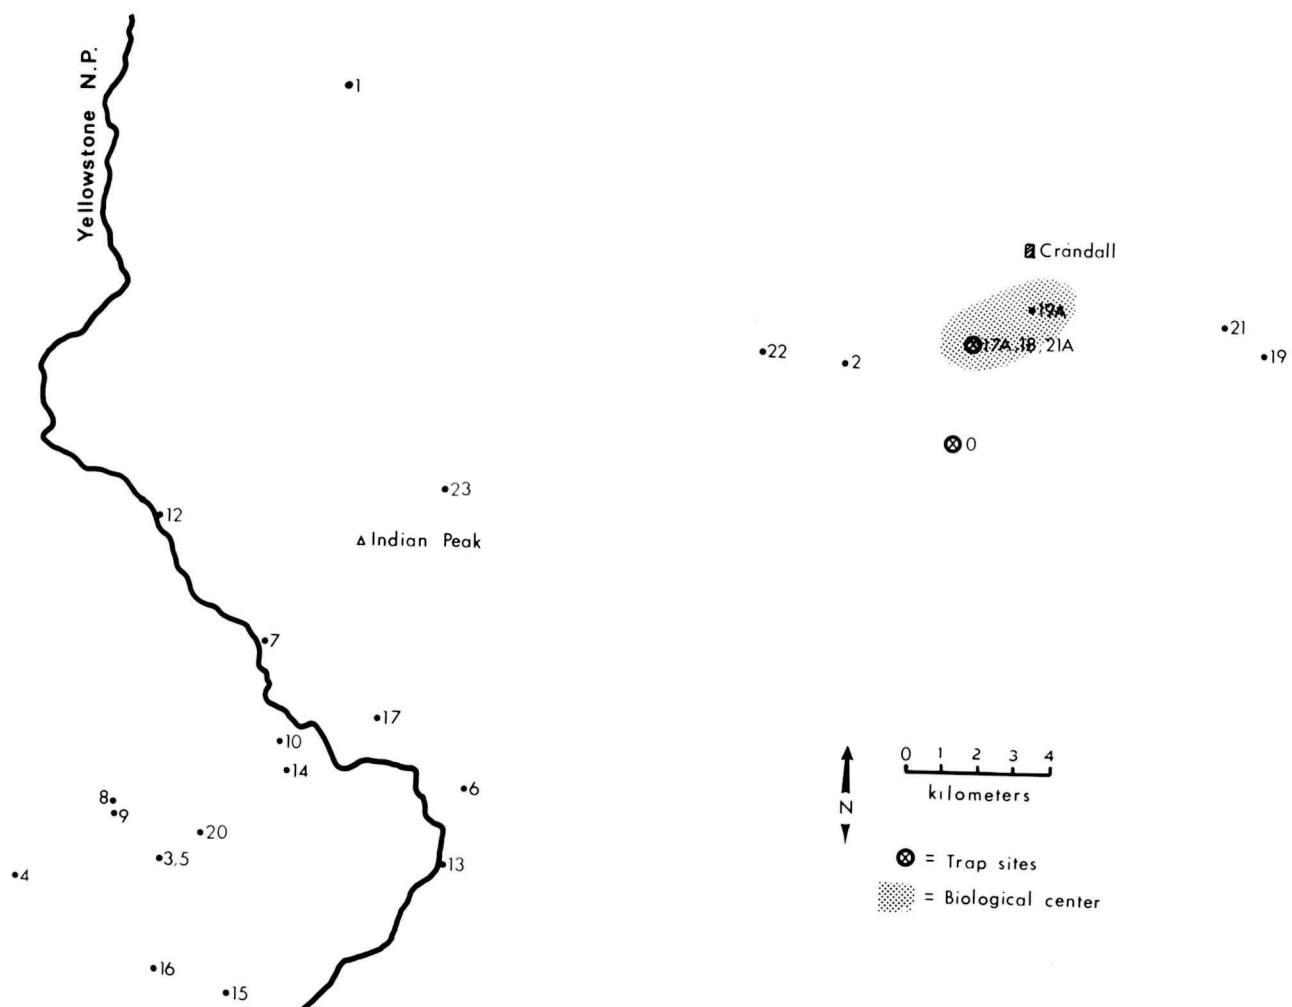 Yellowstone N.P.
1
Crandall
19A
17A, 18, 21A
21
19
22
2
0
23
12
Indian Peak
7
17
10
14
6
8
9
20
3,5
13
4
16
15
0 1 2 3 4
kilometers
N
= Trap sites
= Biological center